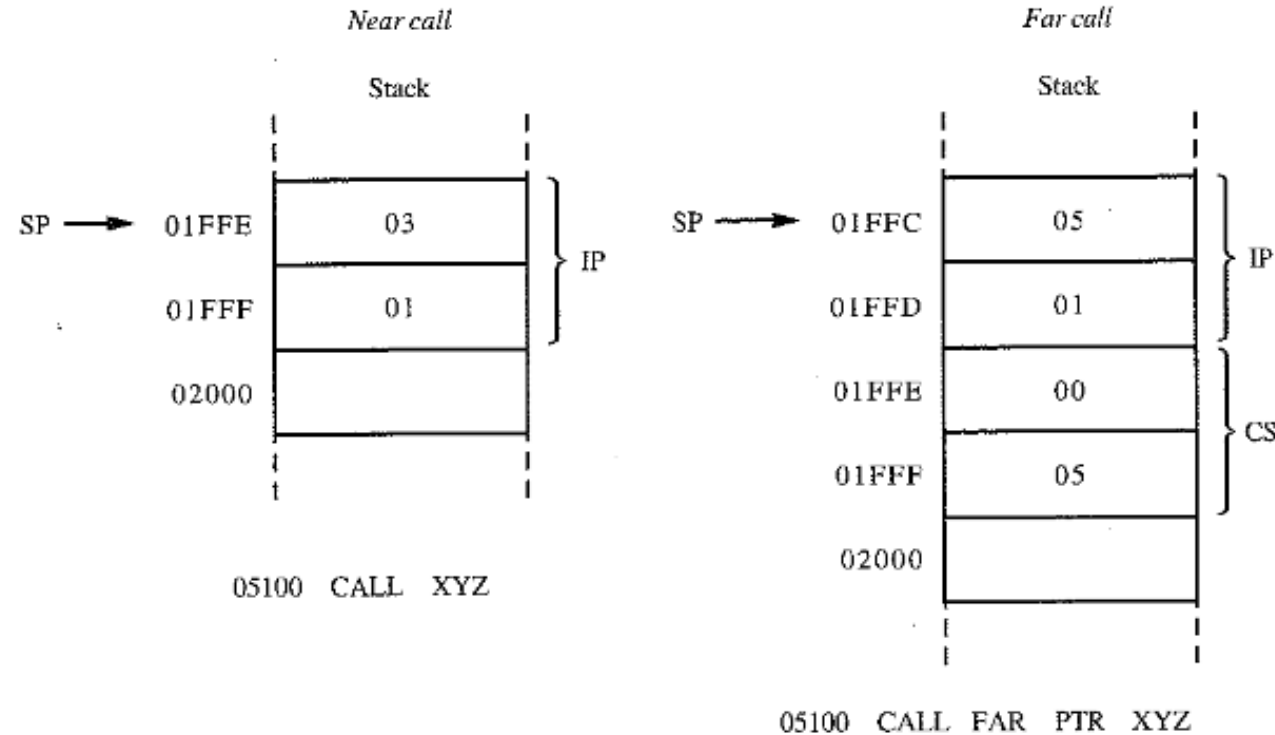 Near call
Stack
SP 01FFE 03
IP
01FFF 01
02000
05100 CALL XYZ
Far call
Stack
SP 01FFC 05
IP
01FFD 01
01FFE 00
CS
01FFF 05
02000
05100 CALL FAR PTR XYZ